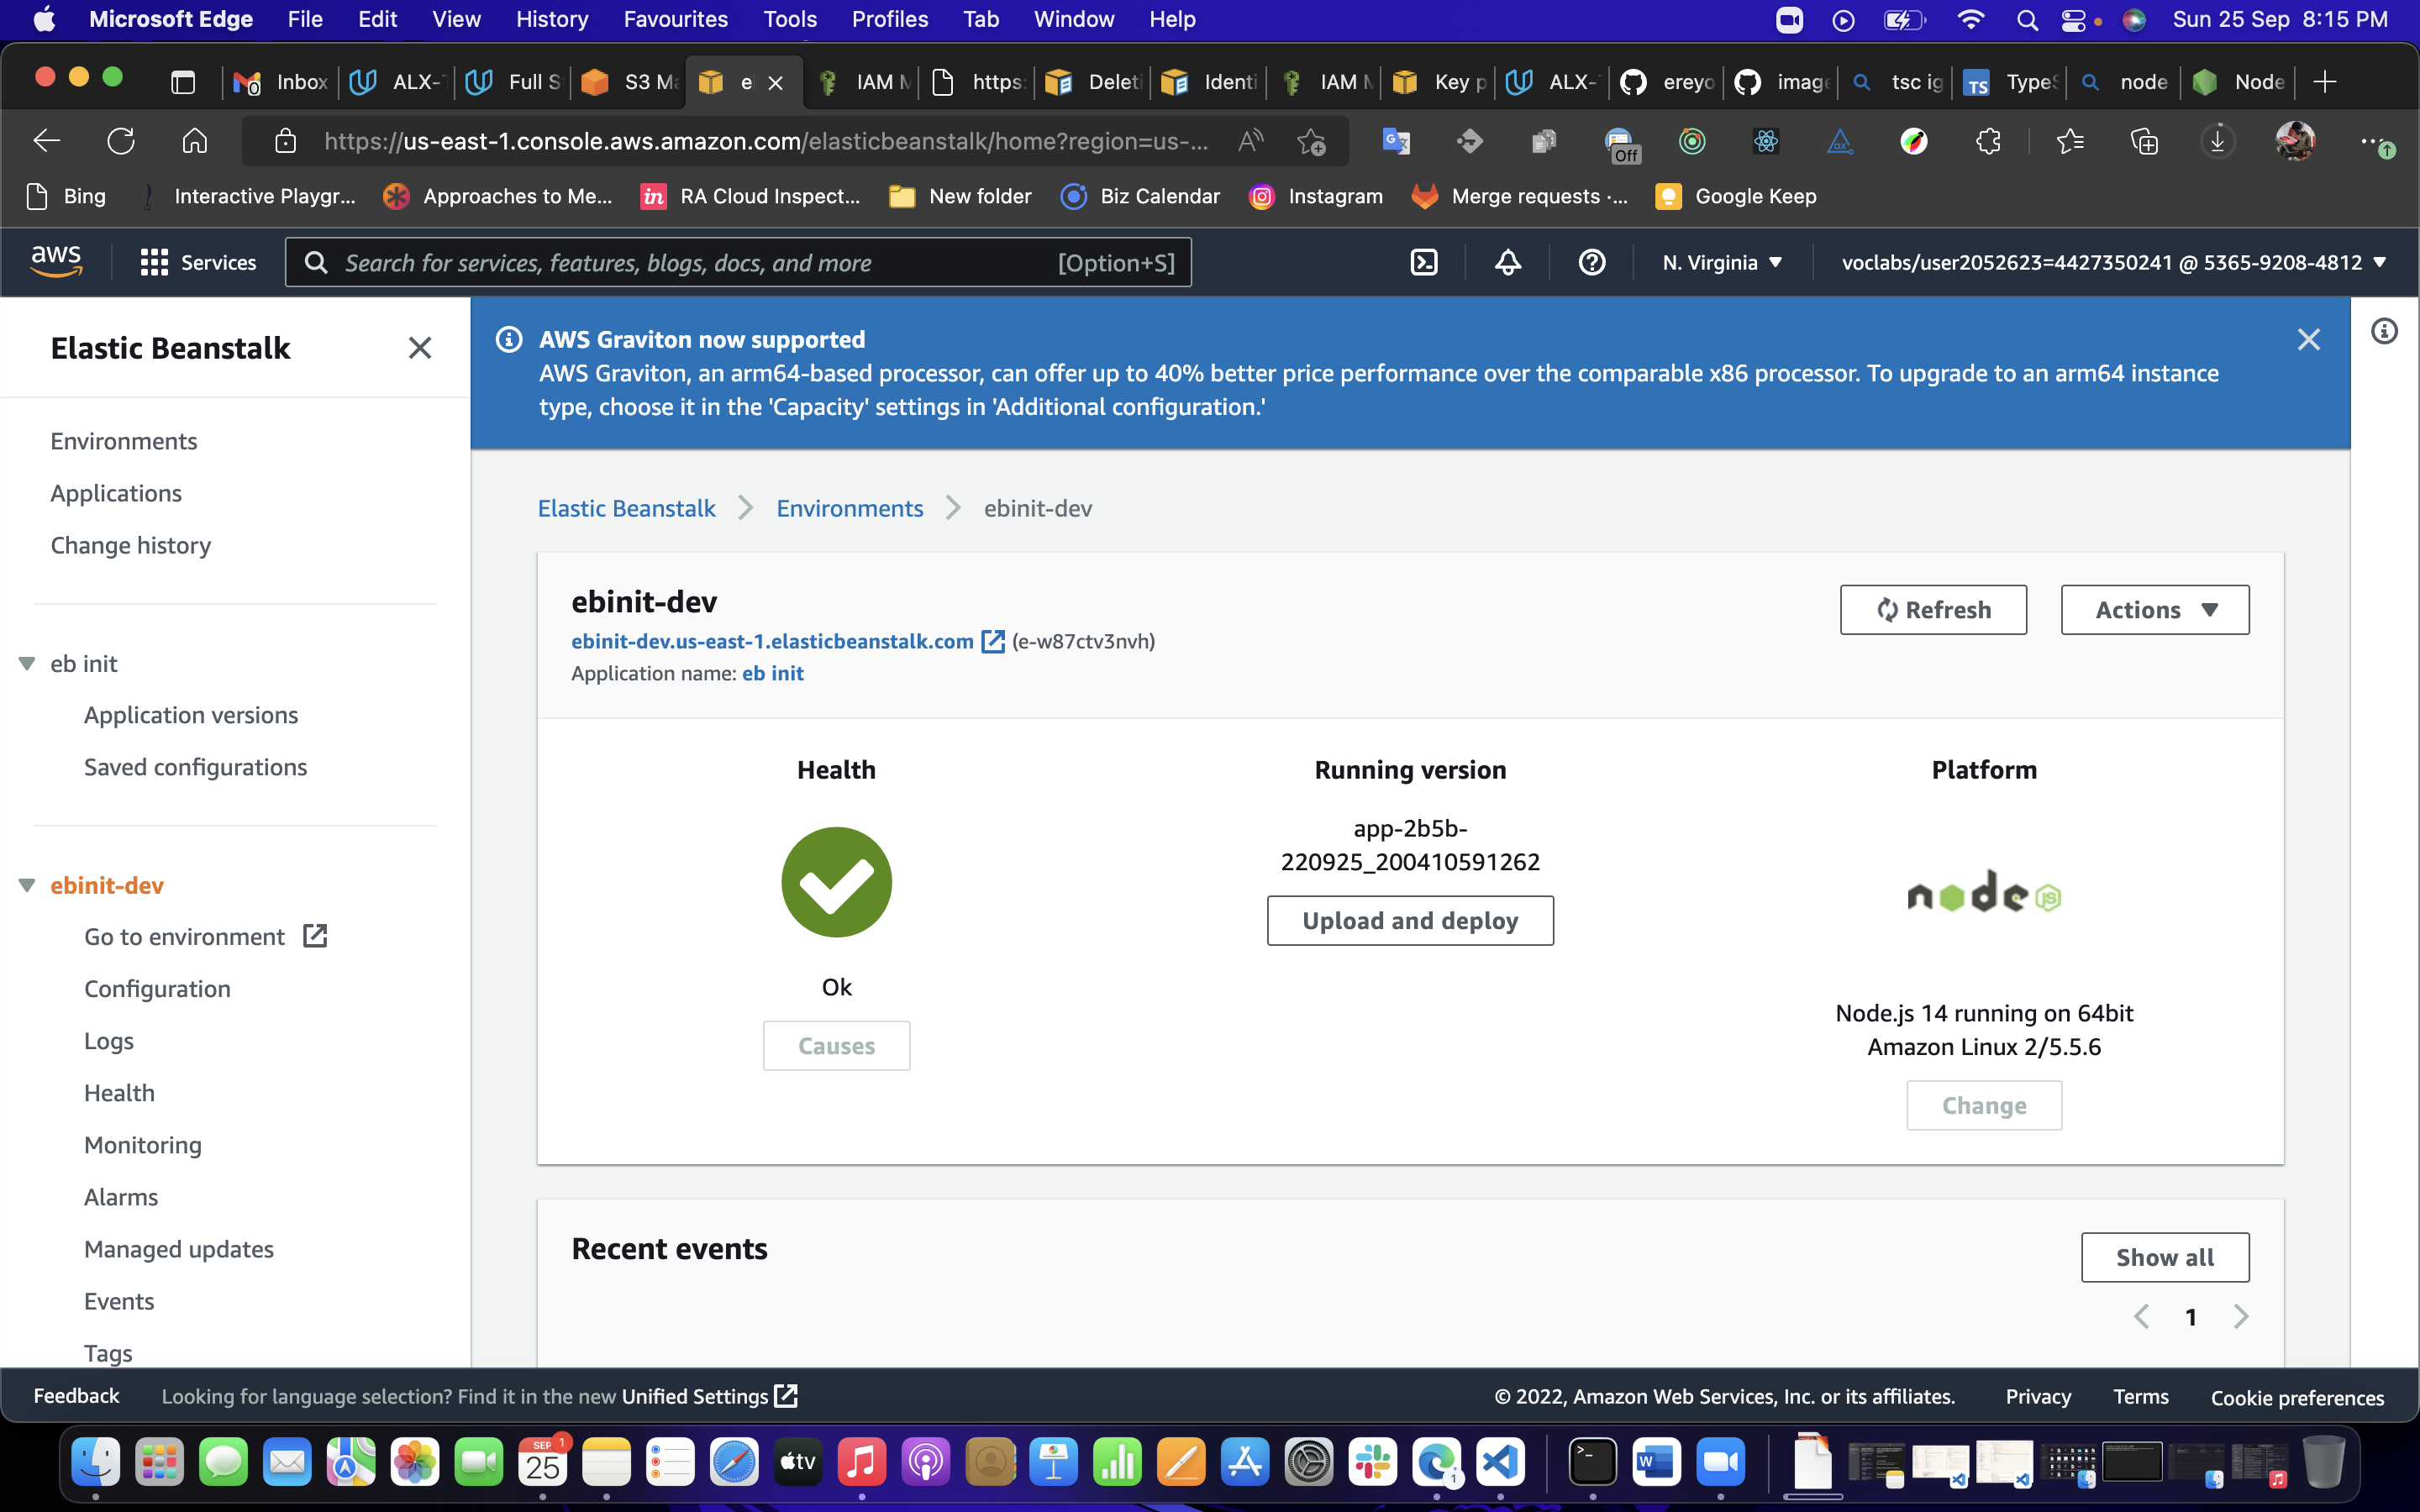 Microsoft Edge File Edit View History Favourites Tools Profiles Tab Window Help Sun 25 Sep 8:15 PM
Inbox ALX- Full S S3 Ma e IAM M https: Deleti Identi IAM M Key p ALX- ereyo image tsc ig TypeS node Node
https://us-east-1.console.aws.amazon.com/elasticbeanstalk/home?region=us-... Off
Bing Interactive Playgr... Approaches to Me... RA Cloud Inspect... New folder Biz Calendar Instagram Merge requests ·... Google Keep
aws Services Search for services, features, blogs, docs, and more [Option+S] N. Virginia voclabs/user2052623=4427350241 @ 5365-9208-4812
Elastic Beanstalk
Environments
Applications
Change history
eb init
Application versions
Saved configurations
ebinit-dev
Go to environment
Configuration
Logs
Health
Monitoring
Alarms
Managed updates
Events
Tags
AWS Graviton now supported
AWS Graviton, an arm64-based processor, can offer up to 40% better price performance over the comparable x86 processor. To upgrade to an arm64 instance
type, choose it in the 'Capacity' settings in 'Additional configuration.'
Elastic Beanstalk Environments ebinit-dev
ebinit-dev
ebinit-dev.us-east-1.elasticbeanstalk.com (e-w87ctv3nvh)
Application name: eb init
Refresh Actions
Health
Ok
Causes
Running version
app-2b5b-
220925_200410591262
Upload and deploy
Platform
node JS
Node.js 14 running on 64bit
Amazon Linux 2/5.5.6
Change
Recent events
Show all
1
Feedback Looking for language selection? Find it in the new Unified Settings © 2022, Amazon Web Services, Inc. or its affiliates. Privacy Terms Cookie preferences
SEP 1
25
tv
1
W